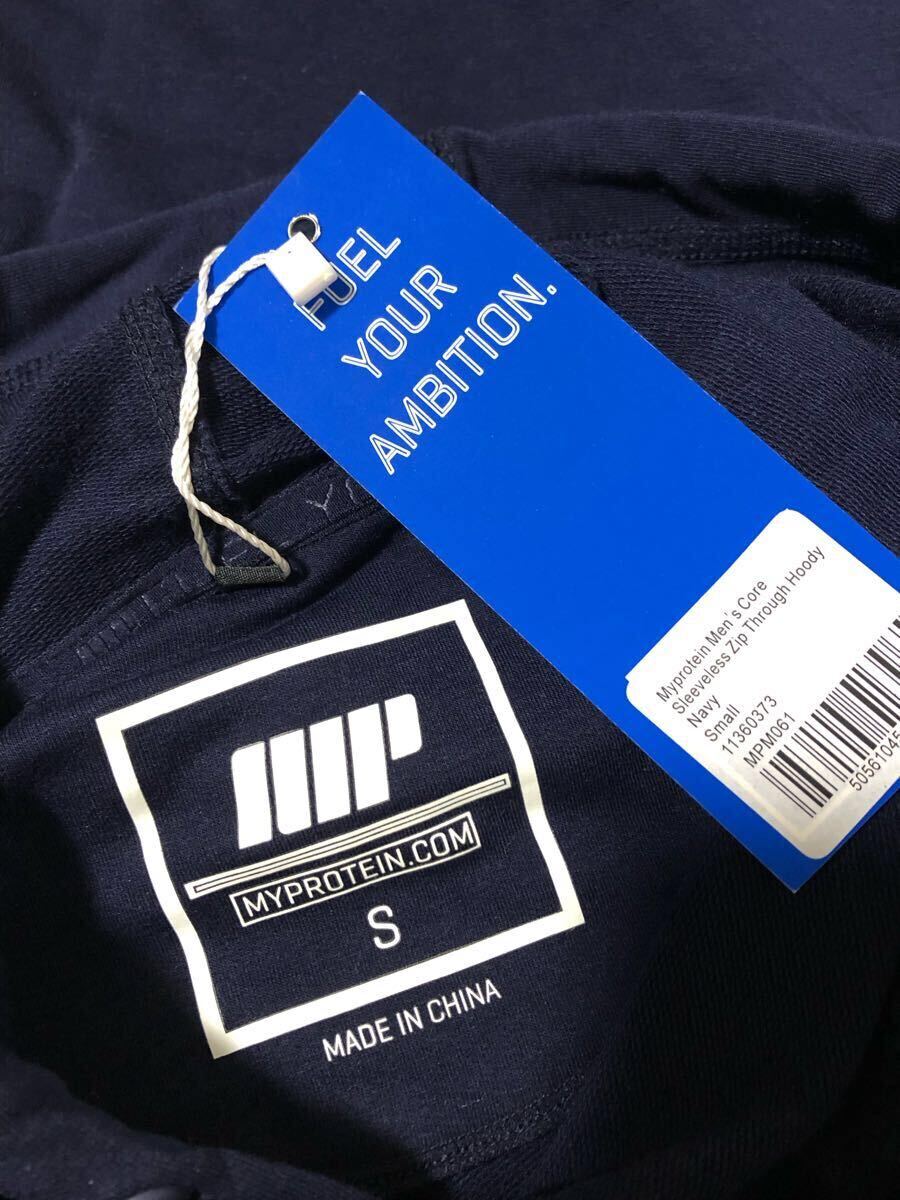 FUEL
YOUR
AMBITION.
Myprotein Men's Core
Sleeveless Zip Through Hoody
Navy
Small
11360373
MPM061
MP
MYPROTEIN.COM
S
MADE IN CHINA